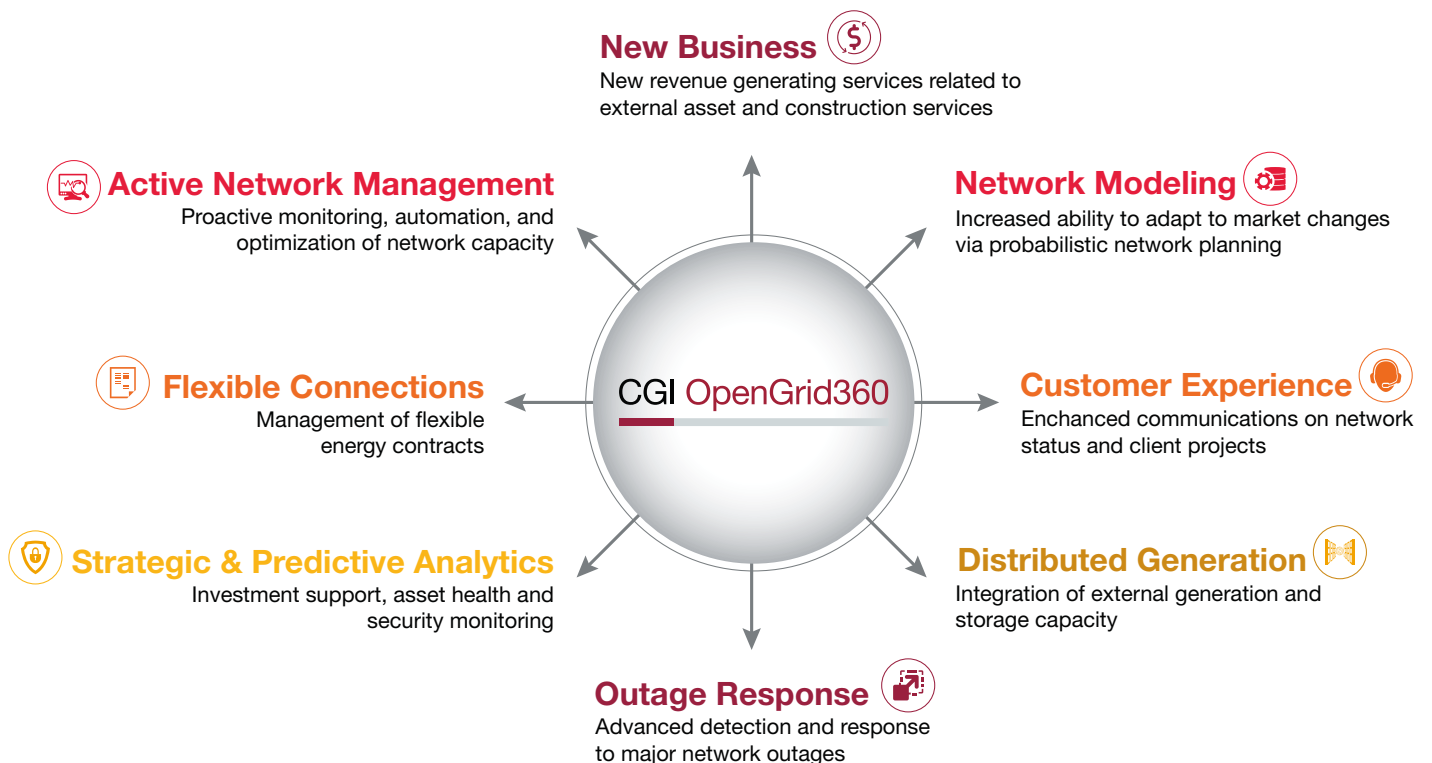 New Business
New revenue generating services related to
external asset and construction services
Active Network Management
Proactive monitoring, automation, and
optimization of network capacity
Network Modeling
Increased ability to adapt to market changes
via probabilistic network planning
Flexible Connections
Management of flexible
energy contracts
CGI OpenGrid360
Customer Experience
Enchanced communications on network
status and client projects
Strategic & Predictive Analytics
Investment support, asset health and
security monitoring
Distributed Generation
Integration of external generation and
storage capacity
Outage Response
Advanced detection and response
to major network outages